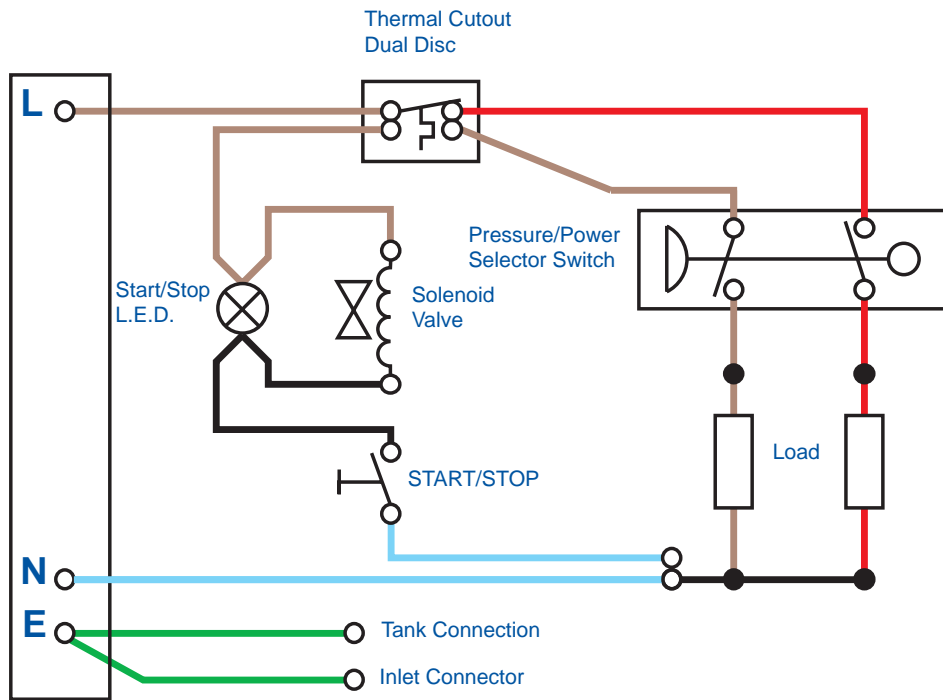 Thermal Cutout
Dual Disc
L
Pressure/Power
Selector Switch
Start/Stop
L.E.D.
Solenoid
Valve
Load
START/STOP
N
E
Tank Connection
Inlet Connector